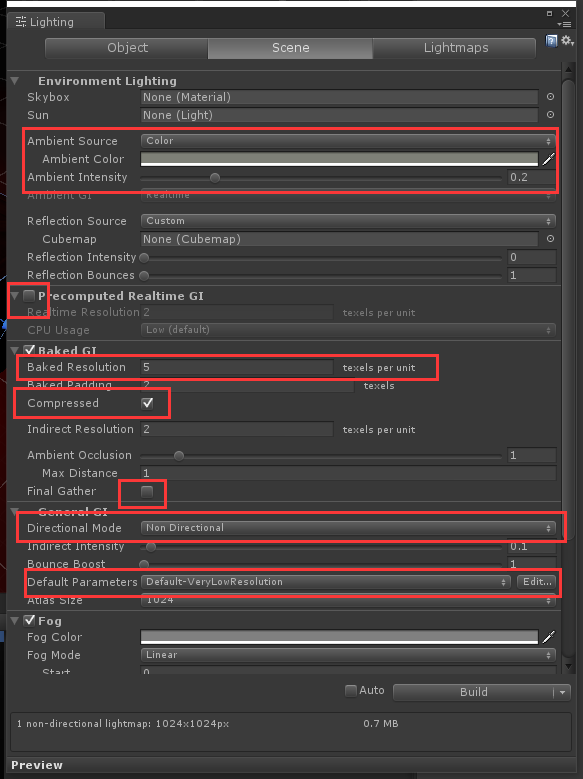 Lighting
Object Scene Lightmaps
Environment Lighting
Skybox None (Material)
Sun None (Light)
Ambient Source Color
Ambient Color
Ambient Intensity 0.2
Ambient GI Realtime
Reflection Source Custom
Cubemap None (Cubemap)
Reflection Intensity 0
Reflection Bounces 1
Precomputed Realtime GI
Realtime Resolution 2 texels per unit
CPU Usage Low (default)
Baked GI
Baked Resolution 5 texels per unit
Baked Padding 2 texels
Compressed
Indirect Resolution 2 texels per unit
Ambient Occlusion 1
Max Distance 1
Final Gather
General GI
Directional Mode Non Directional
Indirect Intensity 0.1
Bounce Boost 1
Default Parameters Default-VeryLowResolution Edit...
Atlas Size 1024
Fog
Fog Color
Fog Mode Linear
Start 0
Auto Build
1 non-directional lightmap: 1024x1024px 0.7 MB
Preview